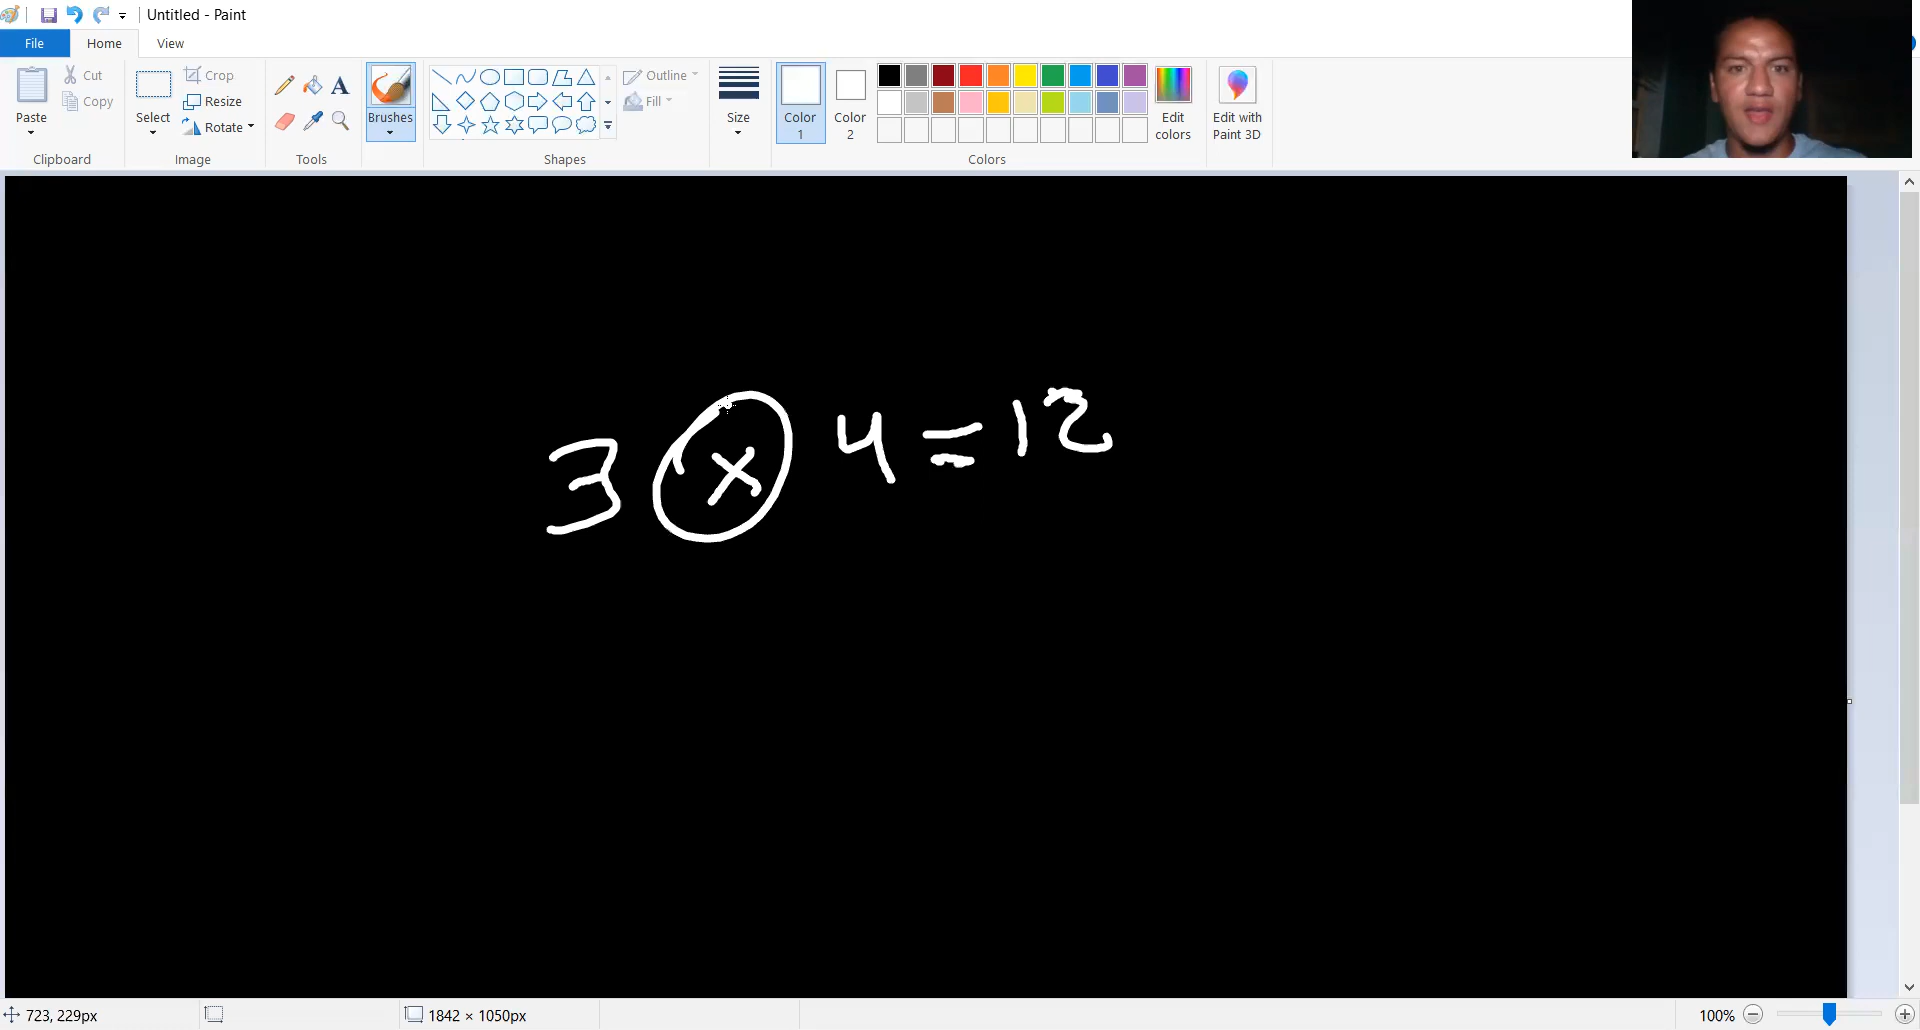 Untitled - Paint
File Home View
Paste Cut Copy Clipboard
Select Crop Resize Rotate Image
Tools
Brushes
Shapes Outline Fill
Size
Color 1 Color 2 Edit colors Colors
Edit with Paint 3D
3 × 4 = 12
723, 229px 1842 × 1050px 100%